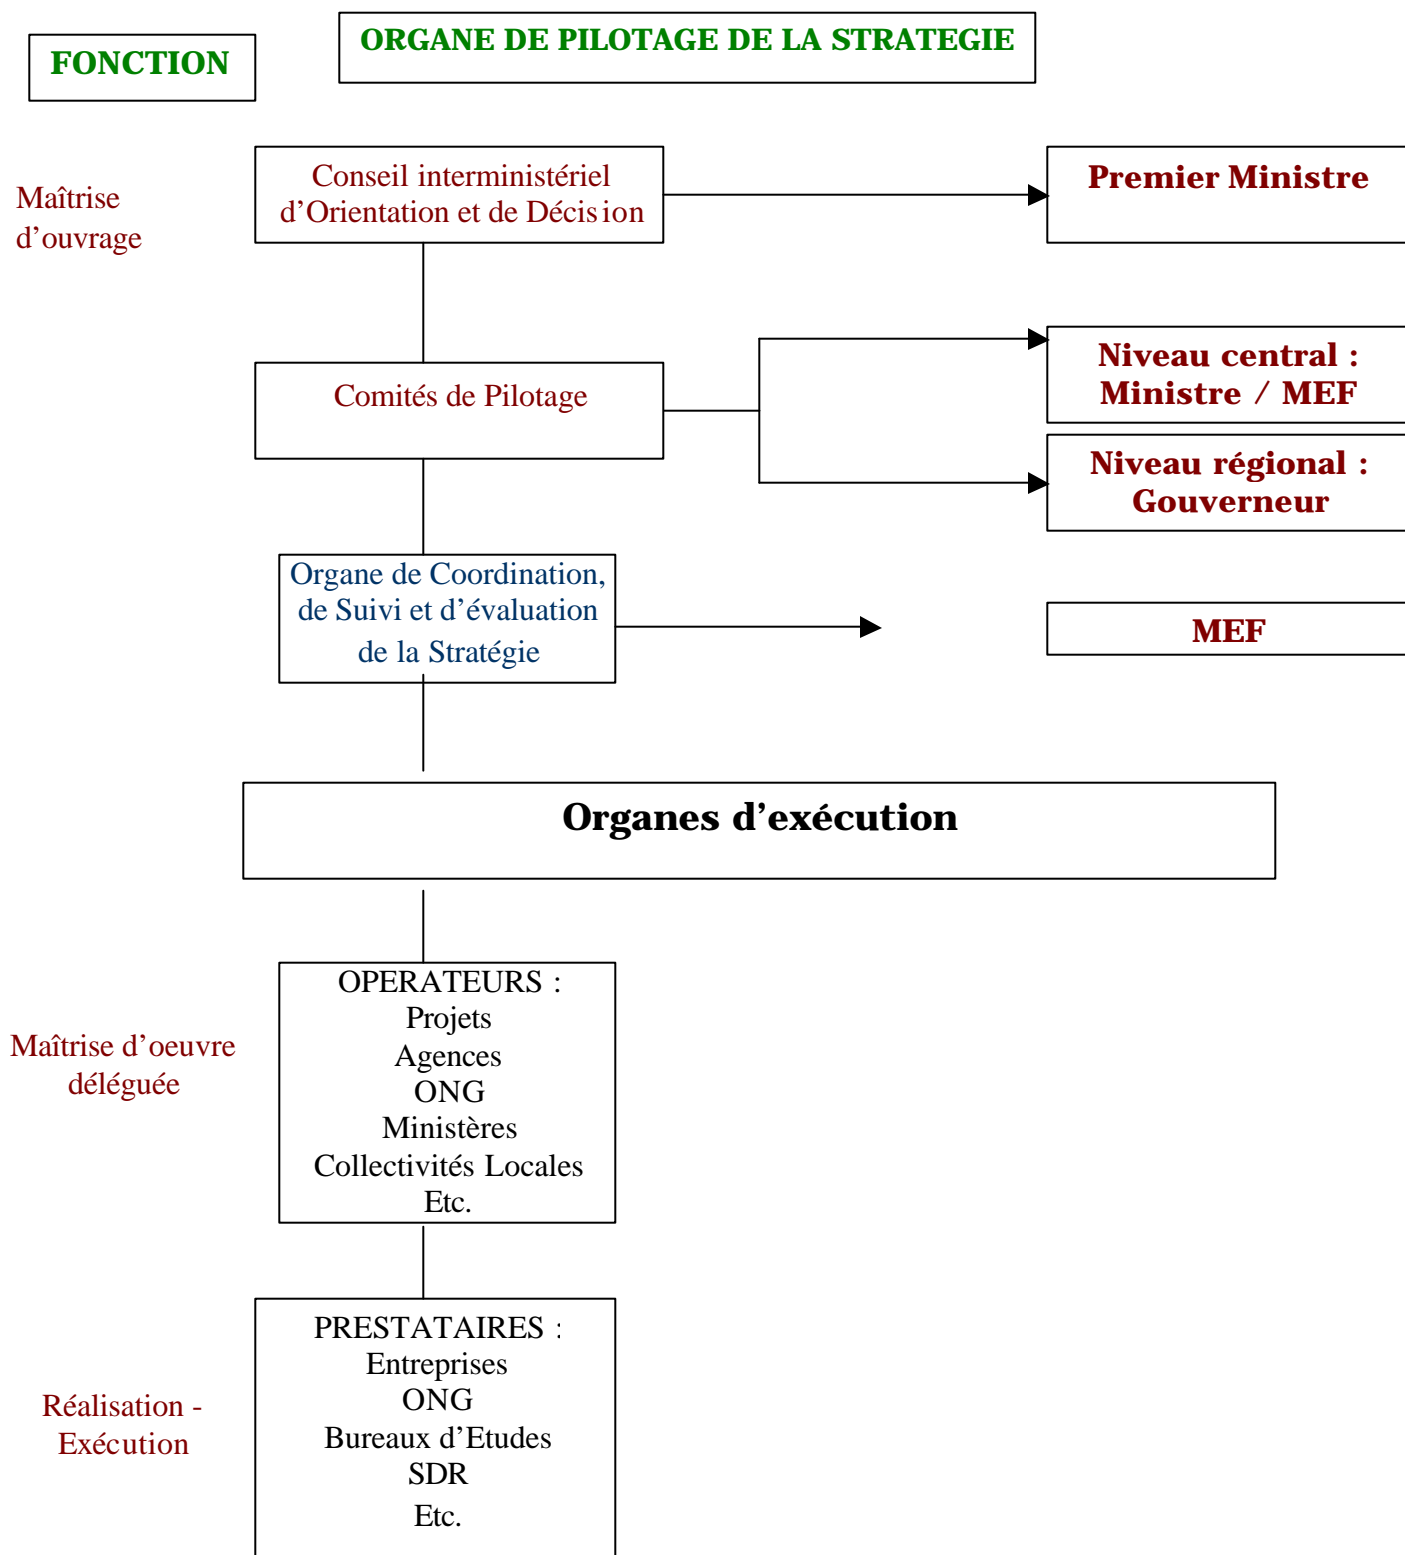 FONCTION
ORGANE DE PILOTAGE DE LA STRATEGIE
Maîtrise
d’ouvrage
Conseil interministériel
d’Orientation et de Décision
Premier Ministre
Comités de Pilotage
Niveau central :
Ministre / MEF
Niveau régional :
Gouverneur
Organe de Coordination,
de Suivi et d’évaluation
de la Stratégie
MEF
Organes d’exécution
Maîtrise d’oeuvre
déléguée
OPERATEURS :
Projets
Agences
ONG
Ministères
Collectivités Locales
Etc.
Réalisation -
Exécution
PRESTATAIRES :
Entreprises
ONG
Bureaux d’Etudes
SDR
Etc.